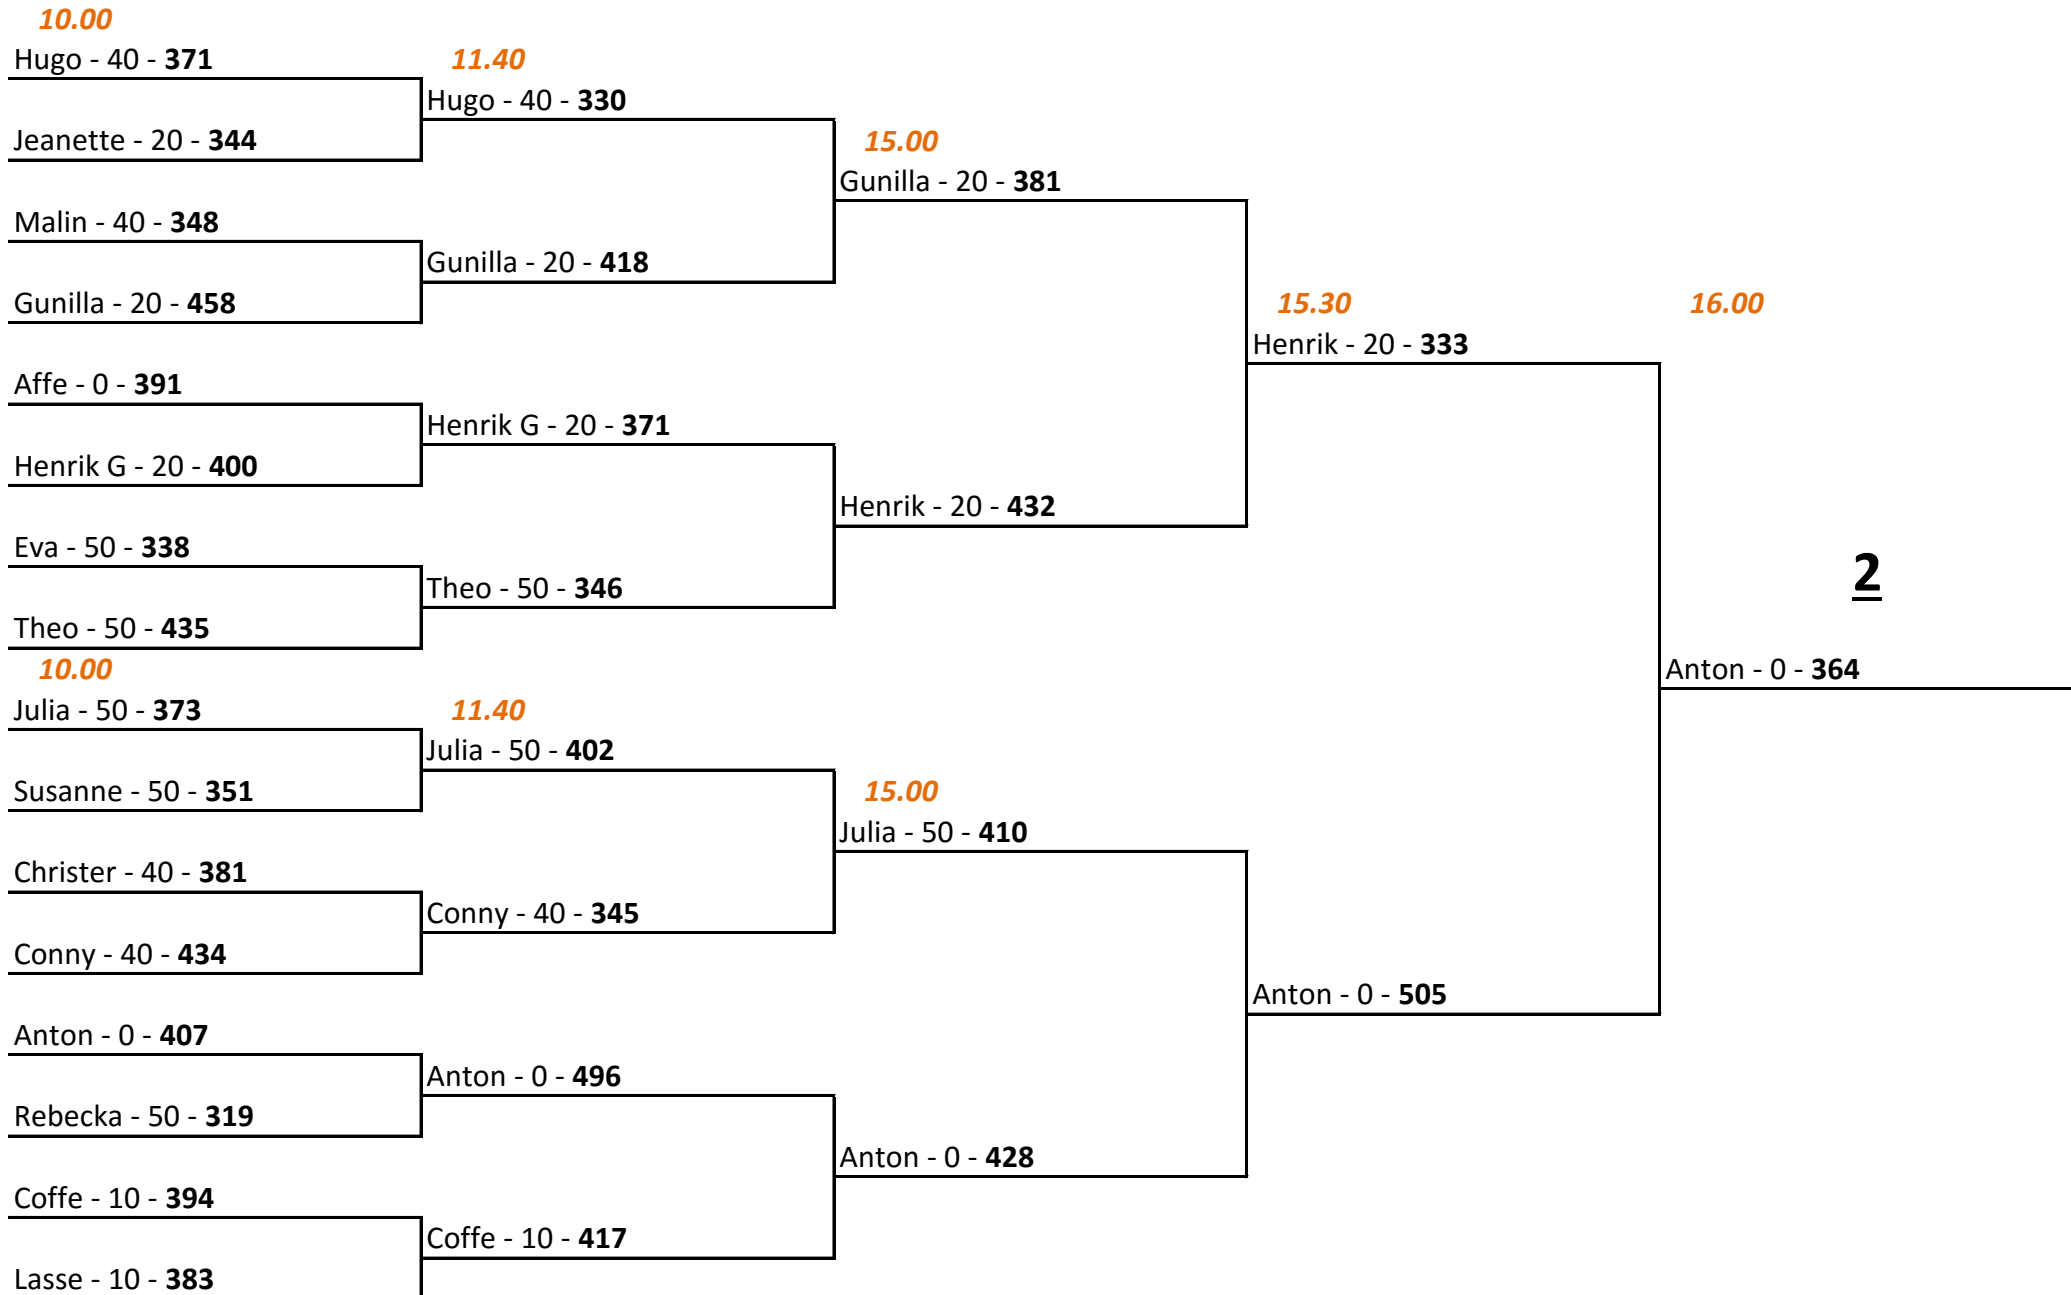 10.00
Hugo - 40 - 371
11.40
Hugo - 40 - 330
Jeanette - 20 - 344
15.00
Gunilla - 20 - 381
Malin - 40 - 348
Gunilla - 20 - 418
Gunilla - 20 - 458
15.30
16.00
Henrik - 20 - 333
Affe - 0 - 391
Henrik G - 20 - 371
Henrik G - 20 - 400
Henrik - 20 - 432
Eva - 50 - 338
2
Theo - 50 - 346
Theo - 50 - 435
10.00
Anton - 0 - 364
Julia - 50 - 373
11.40
Julia - 50 - 402
Susanne - 50 - 351
15.00
Julia - 50 - 410
Christer - 40 - 381
Conny - 40 - 345
Conny - 40 - 434
Anton - 0 - 505
Anton - 0 - 407
Anton - 0 - 496
Rebecka - 50 - 319
Anton - 0 - 428
Coffe - 10 - 394
Coffe - 10 - 417
Lasse - 10 - 383